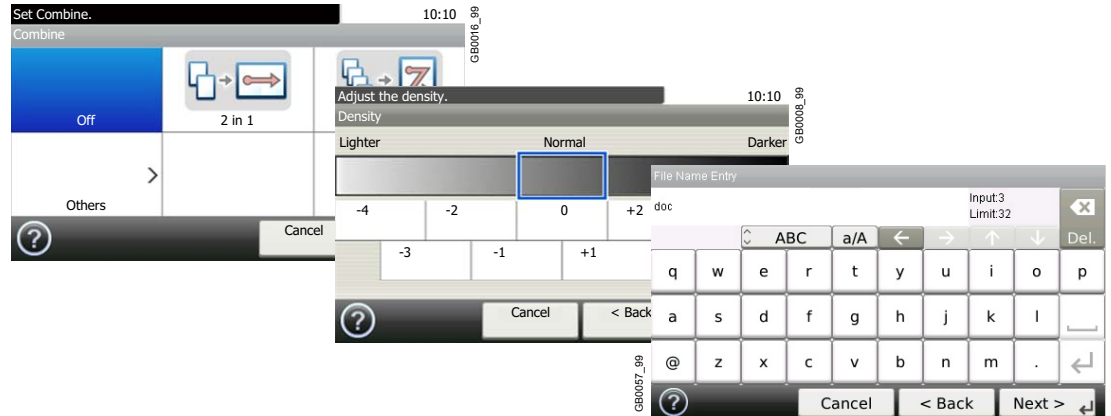 Set Combine. 10:10
Combine
Off 2 in 1
Others
? Cancel
GB0016_99
Adjust the density. 10:10
Density
Lighter Normal Darker
-4 -2 0 +2
-3 -1 +1
? Cancel < Back
GB0008_99
File Name Entry
doc Input:3
Limit:32
ABC a/A ← → ↑ ↓ Del.
q w e r t y u i o p
a s d f g h j k l
@ z x c v b n m .
? Cancel < Back Next >
GB0057_99